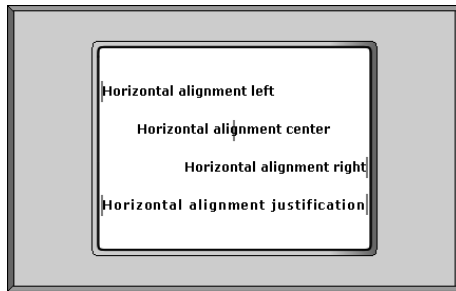 Horizontal alignment left
Horizontal alignment center
Horizontal alignment right
Horizontal alignment justification